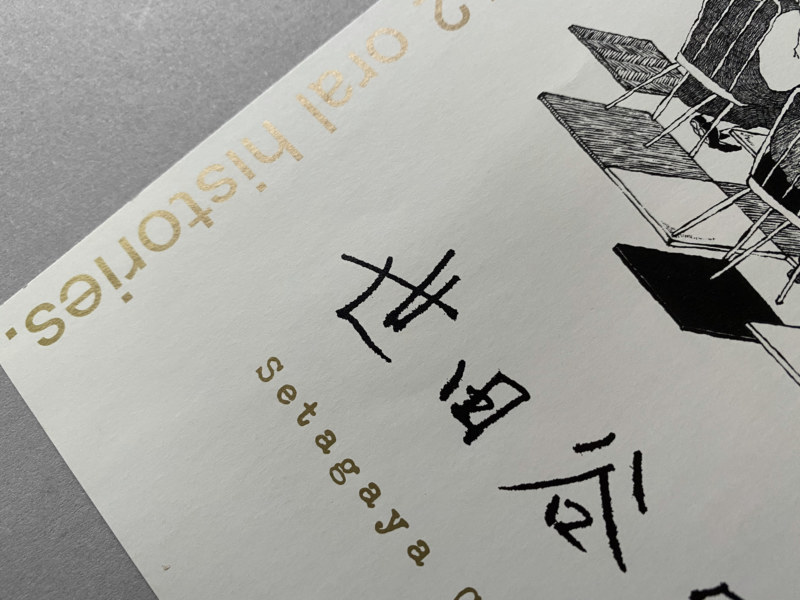 2 oral histories.
世田谷
setagaya